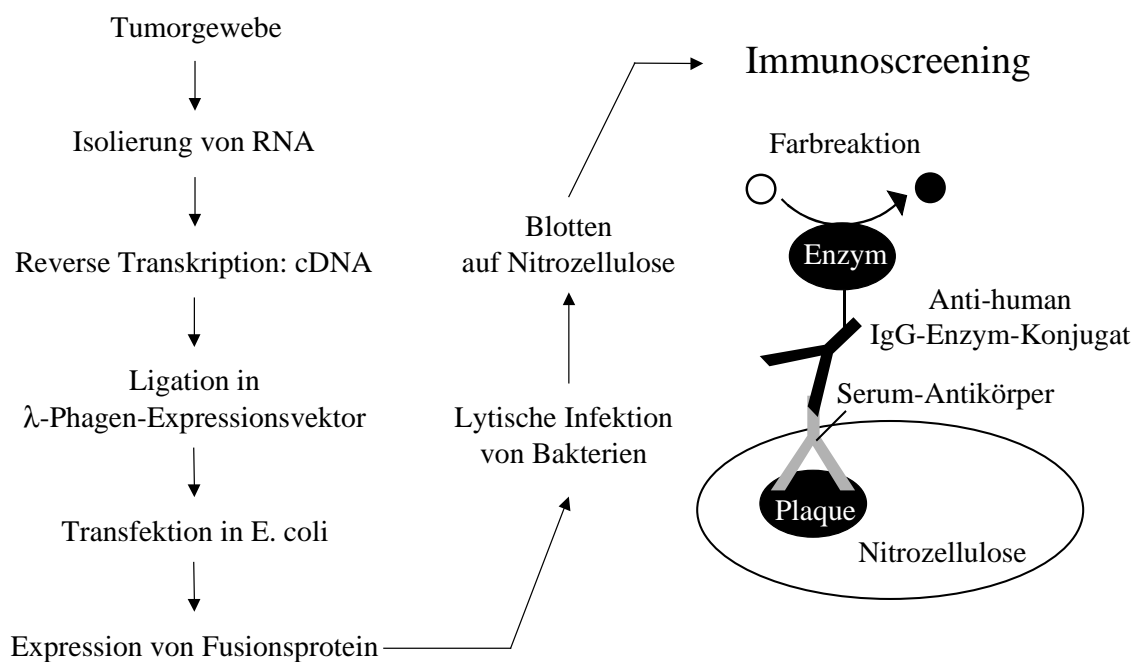 Tumorgewebe
Isolierung von RNA
Reverse Transkription: cDNA
Ligation in
λ-Phagen-Expressionsvektor
Transfektion in E. coli
Expression von Fusionsprotein
Lytische Infektion
von Bakterien
Blotten
auf Nitrozellulose
Immunoscreening
Farbreaktion
Enzym
Anti-human
IgG-Enzym-Konjugat
Serum-Antikörper
Plaque
Nitrozellulose